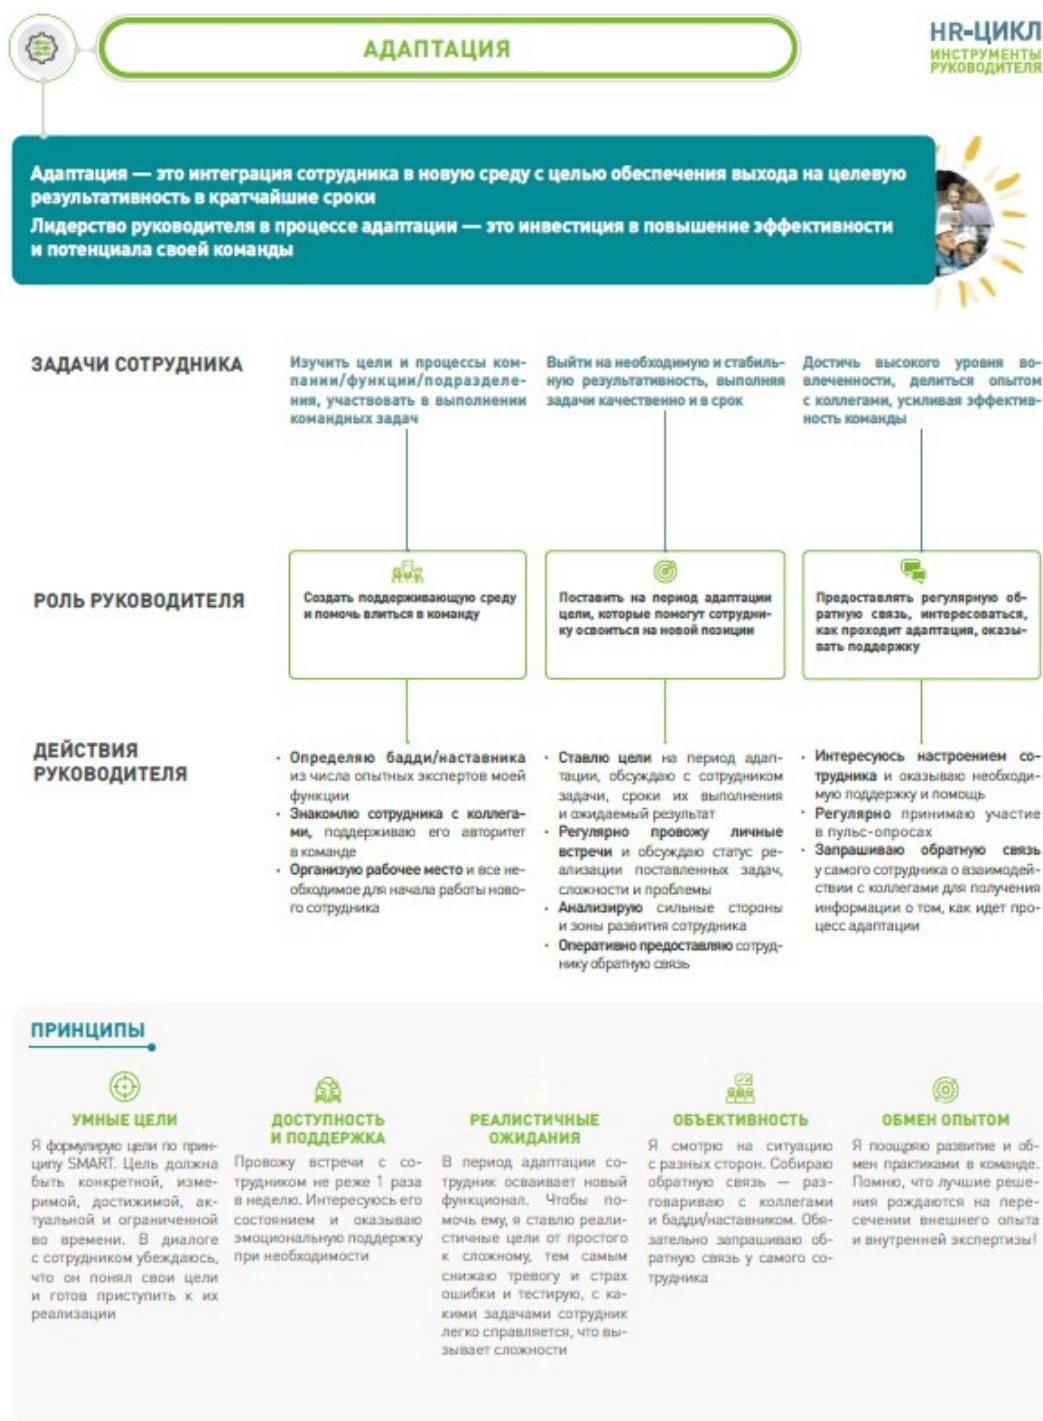 АДАПТАЦИЯ
HR-ЦИКЛ
ИНСТРУМЕНТЫ
РУКОВОДИТЕЛЯ
Адаптация — это интеграция сотрудника в новую среду с целью обеспечения выхода на целевую
результативность в кратчайшие сроки
Лидерство руководителя в процессе адаптации — это инвестиция в повышение эффективности
и потенциала своей команды
ЗАДАЧИ СОТРУДНИКА
Изучить цели и процессы ком-
пании/функции/подразделе-
ния, участвовать в выполнении
командных задач
Выйти на необходимую и стабиль-
ную результативность, выполняя
задачи качественно и в срок
Достичь высокого уровня во-
влеченности, делиться опытом
с коллегами, усиливая эффектив-
ность команды
РОЛЬ РУКОВОДИТЕЛЯ
Создать поддерживающую среду
и помочь влиться в команду
Поставить на период адаптации
цели, которые помогут сотрудни-
ку освоиться на новой позиции
Предоставлять регулярную об-
ратную связь, интересоваться,
как проходит адаптация, оказы-
вать поддержку
ДЕЙСТВИЯ
РУКОВОДИТЕЛЯ
· Определяю бадди/наставника
из числа опытных экспертов моей
функции
· Знакомлю сотрудника с коллега-
ми, поддерживаю его авторитет
в команде
· Организую рабочее место и все не-
обходимое для начала работы ново-
го сотрудника
· Ставлю цели на период адап-
тации, обсуждаю с сотрудником
задачи, сроки их выполнения
и ожидаемый результат
· Регулярно провожу личные
встречи и обсуждаю статус ре-
ализации поставленных задач,
сложности и проблемы
· Анализирую сильные стороны
и зоны развития сотрудника
· Оперативно предоставляю сотруд-
нику обратную связь
· Интересуюсь настроением со-
трудника и оказываю необходи-
мую поддержку и помощь
· Регулярно принимаю участие
в пульс-опросах
· Запрашиваю обратную связь
у самого сотрудника о взаимодей-
ствии с коллегами для получения
информации о том, как идет про-
цесс адаптации
ПРИНЦИПЫ
УМНЫЕ ЦЕЛИ
Я формулирую цели по прин-
ципу SMART. Цель должна
быть конкретной, изме-
римой, достижимой, ак-
туальной и ограниченной
во времени. В диалоге
с сотрудником убеждаюсь,
что он понял свои цели
и готов приступить к их
реализации
ДОСТУПНОСТЬ
И ПОДДЕРЖКА
Провожу встречи с со-
трудником не реже 1 раза
в неделю. Интересуюсь его
состоянием и оказываю
эмоциональную поддержку
при необходимости
РЕАЛИСТИЧНЫЕ
ОЖИДАНИЯ
В период адаптации со-
трудник осваивает новый
функционал. Чтобы по-
мочь ему, я ставлю реали-
стичные цели от простого
к сложному, тем самым
снижаю тревогу и страх
ошибки и тестирую, с ка-
кими задачами сотрудник
легко справляется, что вы-
зывает сложности
ОБЪЕКТИВНОСТЬ
Я смотрю на ситуацию
с разных сторон. Собираю
обратную связь — раз-
говариваю с коллегами
и бадди/наставником. Обя-
зательно запрашиваю об-
ратную связь у самого со-
трудника
ОБМЕН ОПЫТОМ
Я поощряю развитие и об-
мен практиками в команде.
Помню, что лучшие реше-
ния рождаются на пере-
сечении внешнего опыта
и внутренней экспертизы!